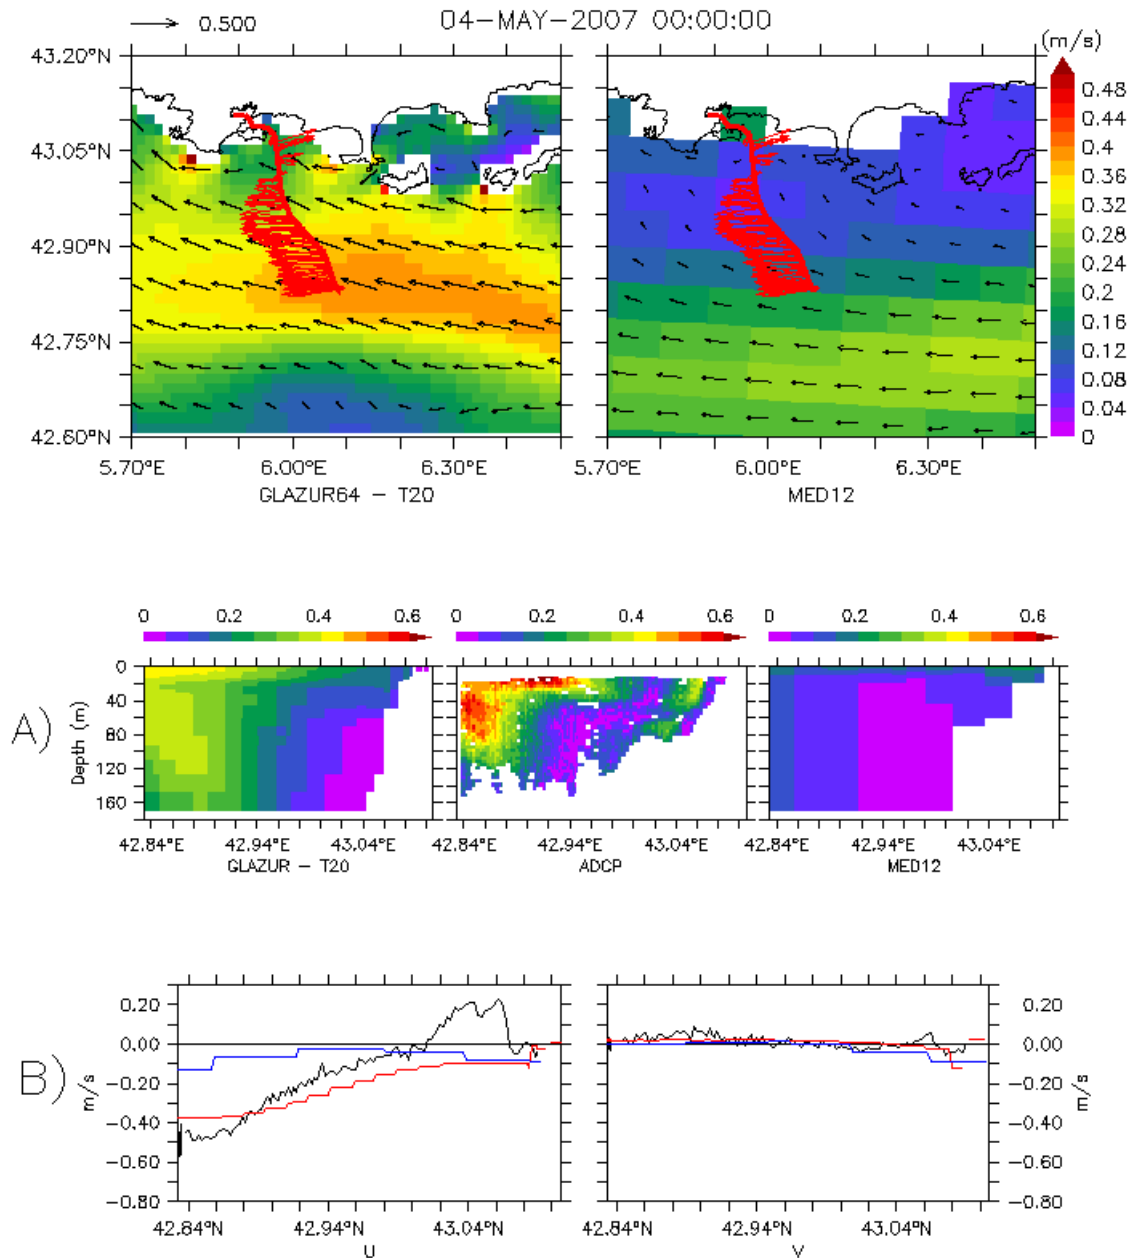 0.500 04-MAY-2007 00:00:00
(m/s)
43.20°N
43.05°N
42.90°N
42.75°N
42.60°N
0.48
0.44
0.4
0.36
0.32
0.28
0.24
0.2
0.16
0.12
0.08
0.04
0
5.70°E 6.00°E 6.30°E 5.70°E 6.00°E 6.30°E
GLAZUR64 - T20 MED12
0 0.2 0.4 0.6 0 0.2 0.4 0.6 0 0.2 0.4 0.6
A)
Depth (m)
0
40
80
120
160
42.84°E 42.94°E 43.04°E 42.84°E 42.94°E 43.04°E 42.84°E 42.94°E 43.04°E
GLAZUR - T20 ADCP MED12
B)
m/s
0.20 0.20
0.00 0.00
-0.20 -0.20
-0.40 -0.40
-0.60 -0.60
-0.80 -0.80
m/s
42.84°N 42.94°N 43.04°N 42.84°N 42.94°N 43.04°N
U V